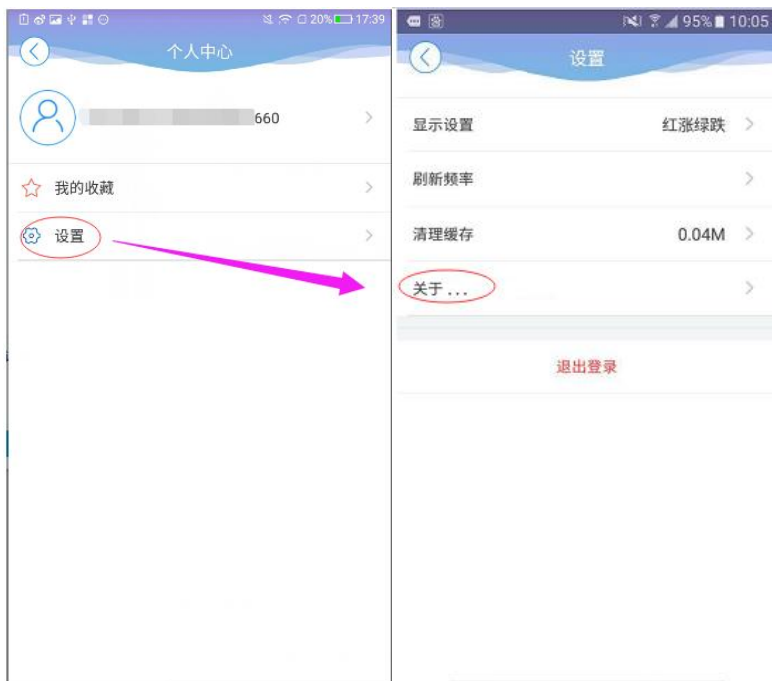 20% 17:39
个人中心
660
我的收藏
设置
95% 10:05
设置
显示设置 红涨绿跌
刷新频率
清理缓存 0.04M
关于 ...
退出登录